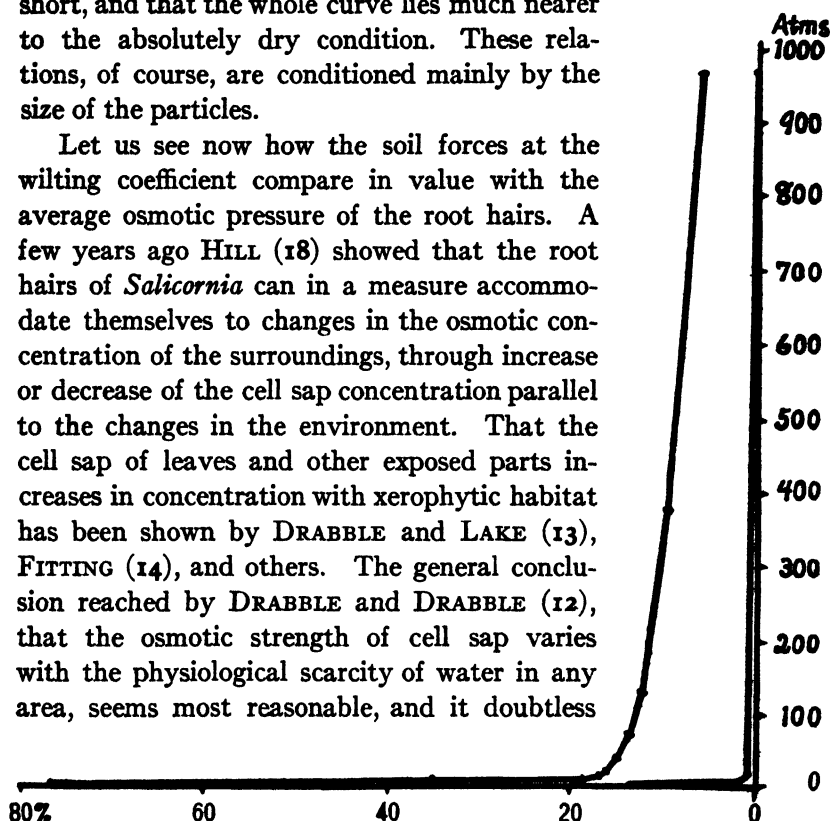 short, and that the whole curve lies much nearer
to the absolutely dry condition. These rela-
tions, of course, are conditioned mainly by the
size of the particles.
Let us see now how the soil forces at the
wilting coefficient compare in value with the
average osmotic pressure of the root hairs. A
few years ago HILL (18) showed that the root
hairs of Salicornia can in a measure accommo-
date themselves to changes in the osmotic con-
centration of the surroundings, through increase
or decrease of the cell sap concentration parallel
to the changes in the environment. That the
cell sap of leaves and other exposed parts in-
creases in concentration with xerophytic habitat
has been shown by DRABBLE and LAKE (13),
FITTING (14), and others. The general conclu-
sion reached by DRABBLE and DRABBLE (12),
that the osmotic strength of cell sap varies
with the physiological scarcity of water in any
area, seems most reasonable, and it doubtless
Atms
1000
900
800
700
600
500
400
300
200
100
0
80% 60 40 20 0